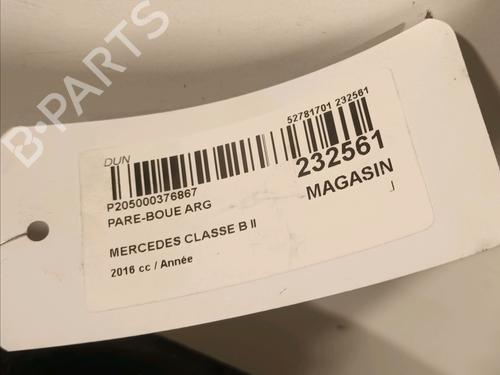 B-PARTS
52781701 232561
DUN
232561
P205000376867
PARE-BOUE ARG
MAGASIN
J
MERCEDES CLASSE B II
2016 cc / Année